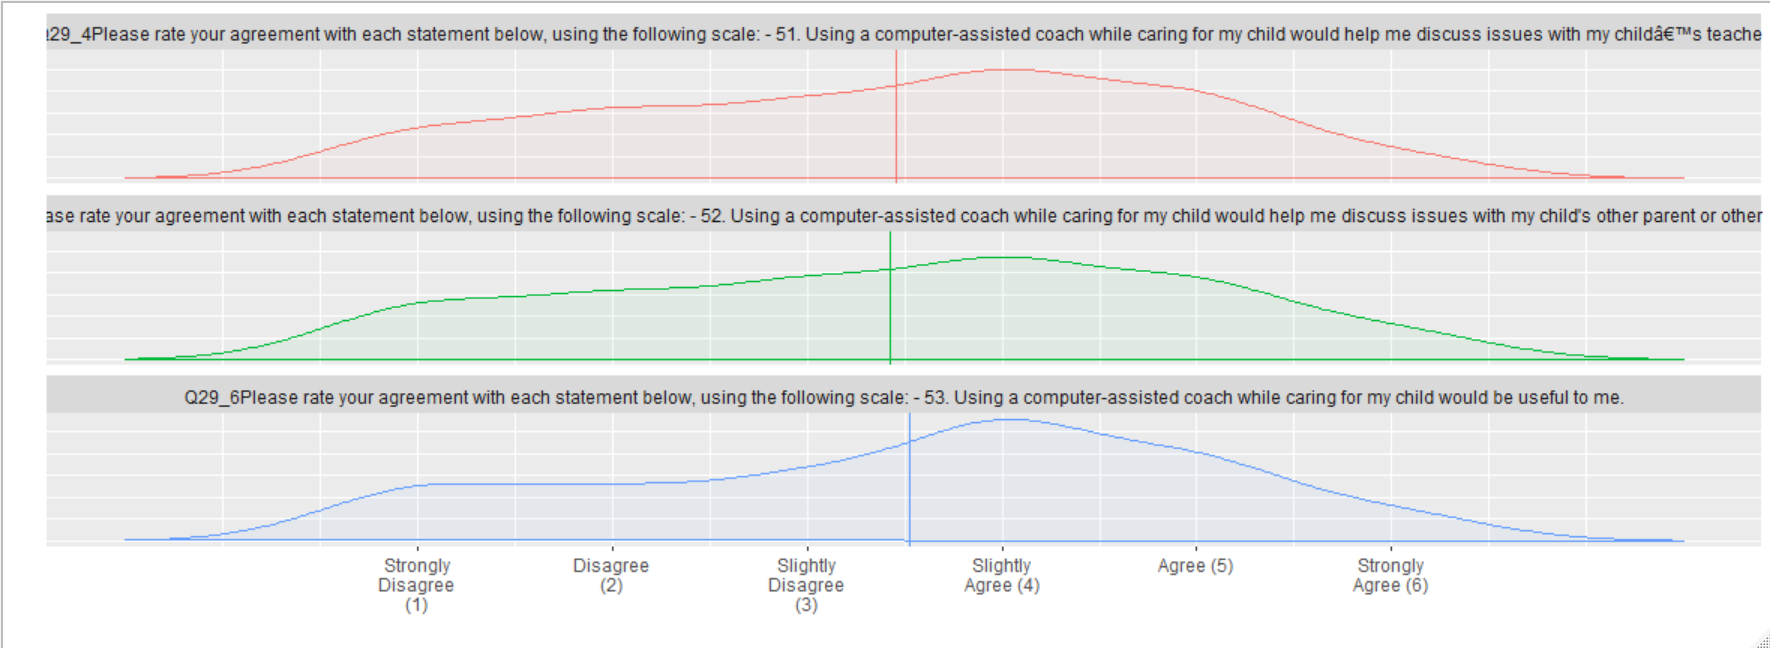 29_4Please rate your agreement with each statement below, using the following scale: - 51. Using a computer-assisted coach while caring for my child would help me discuss issues with my childâ€™s teache
ase rate your agreement with each statement below, using the following scale: - 52. Using a computer-assisted coach while caring for my child would help me discuss issues with my child's other parent or other
Q29_6Please rate your agreement with each statement below, using the following scale: - 53. Using a computer-assisted coach while caring for my child would be useful to me.
Strongly Disagree (1)
Disagree (2)
Slightly Disagree (3)
Slightly Agree (4)
Agree (5)
Strongly Agree (6)